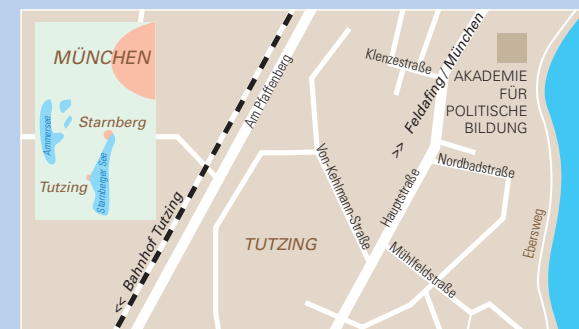 MÜNCHEN
Ammersee
Starnberg
Starnberger See
Tutzing
<< Bahnhof Tutzing
Am Pfaffenberg
TUTZING
Von-Kehlmann-Straße
Klenzestraße
>> Feldafing / München
Hauptstraße
AKADEMIE
FÜR
POLITISCHE
BILDUNG
Nordbadstraße
Mühlfeldstraße
Ebersweg